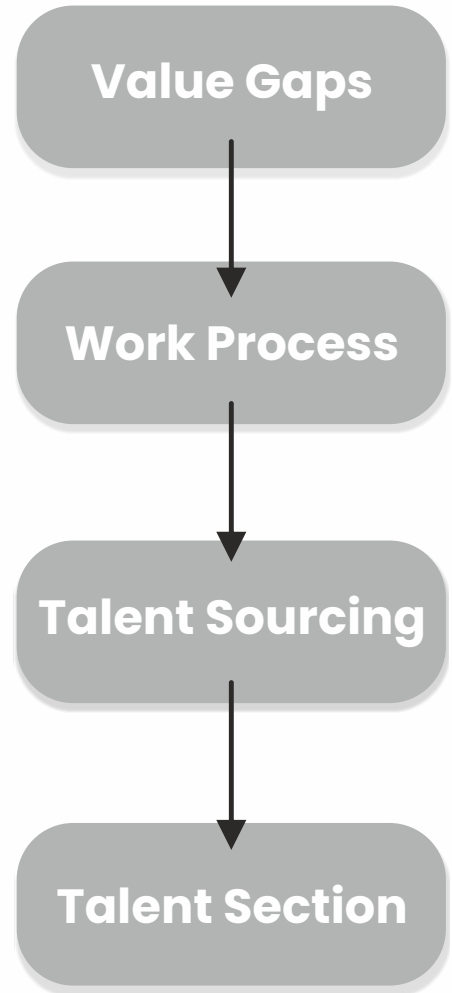 Value Gaps
Work Process
Talent Sourcing
Talent Section